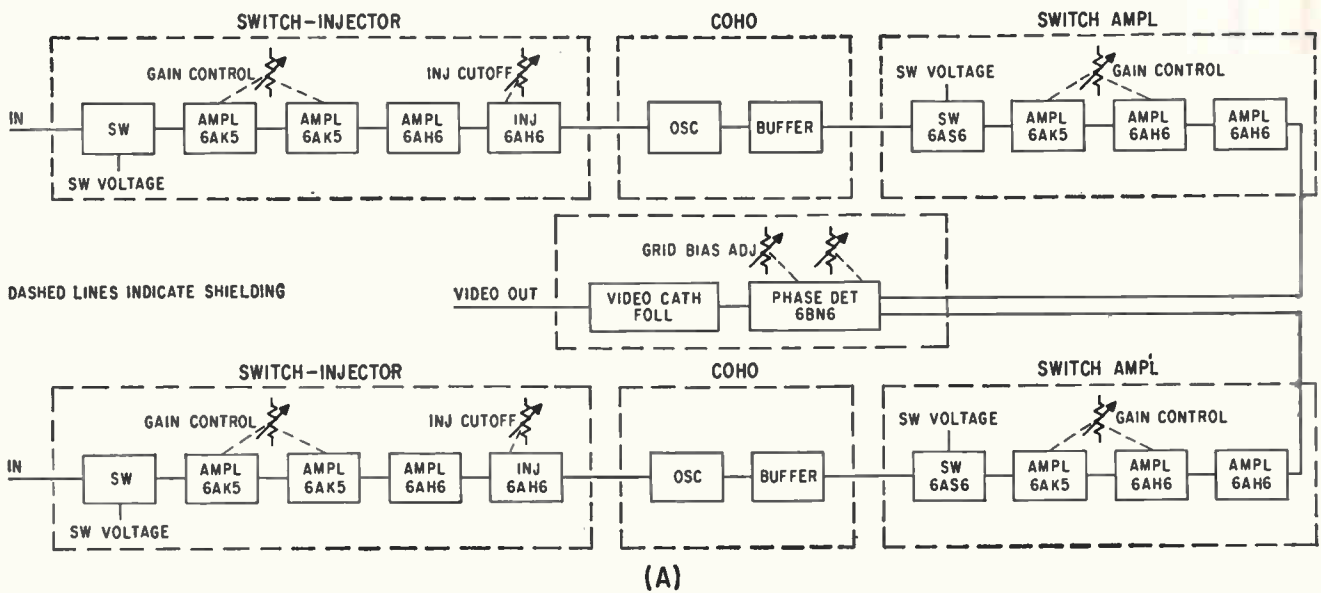 SWITCH-INJECTOR
COHO
SWITCH AMPL
GAIN CONTROL
INJ CUTOFF
SW VOLTAGE
GAIN CONTROL
IN
SW
AMPL
6AK5
AMPL
6AK5
AMPL
6AH6
INJ
6AH6
OSC
BUFFER
SW
6AS6
AMPL
6AK5
AMPL
6AH6
AMPL
6AH6
SW VOLTAGE
GRID BIAS ADJ
DASHED LINES INDICATE SHIELDING
VIDEO OUT
VIDEO CATH
FOLL
PHASE DET
6BN6
SWITCH-INJECTOR
COHO
SWITCH AMPL
GAIN CONTROL
INJ CUTOFF
SW VOLTAGE
GAIN CONTROL
IN
SW
AMPL
6AK5
AMPL
6AK5
AMPL
6AH6
INJ
6AH6
OSC
BUFFER
SW
6AS6
AMPL
6AK5
AMPL
6AH6
AMPL
6AH6
SW VOLTAGE
(A)